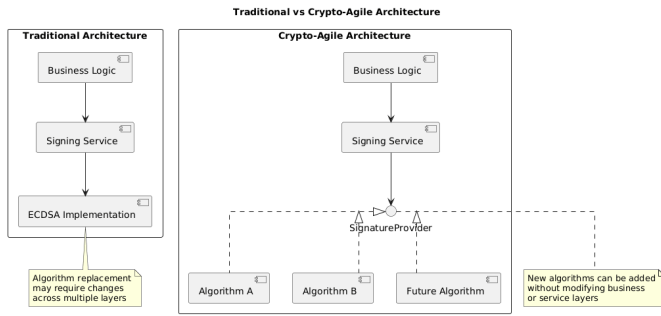 Traditional vs Crypto-Agile Architecture
Traditional Architecture
Business Logic
Signing Service
ECDSA Implementation
Algorithm replacement
may require changes
across multiple layers
Crypto-Agile Architecture
Business Logic
Signing Service
SignatureProvider
Algorithm A
Algorithm B
Future Algorithm
New algorithms can be added
without modifying business
or service layers